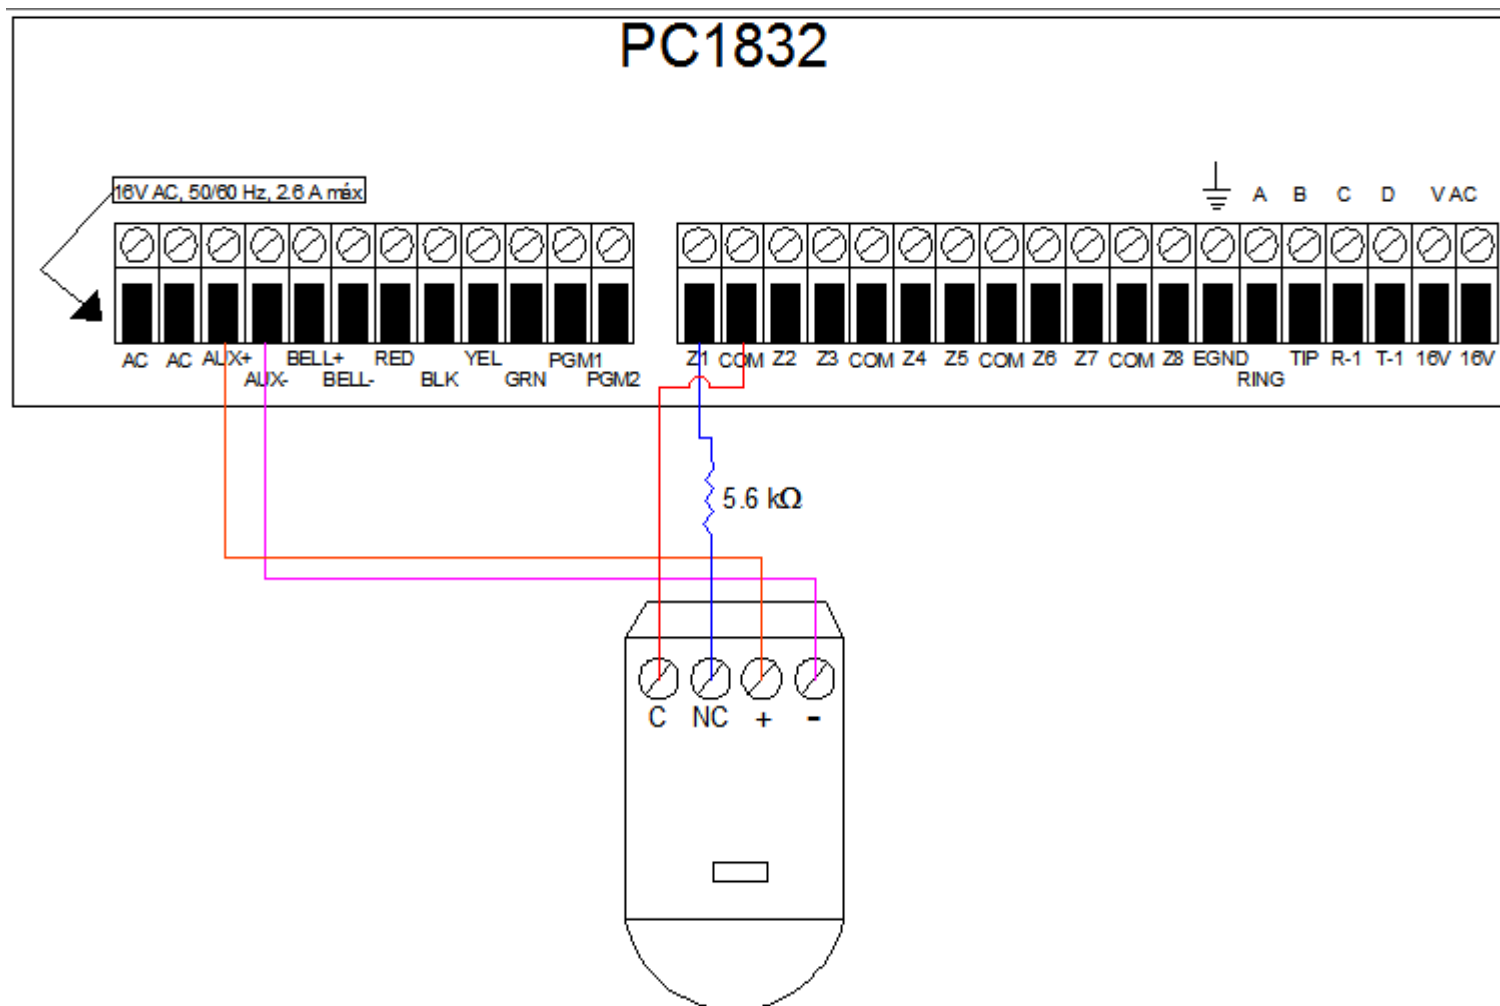 PC1832
16V AC, 50/60 Hz, 2.6 A máx
A B C D V AC
AC AC AUX+ AUX- BELL+ BELL- RED BLK YEL GRN PGM1 PGM2
Z1 COM Z2 Z3 COM Z4 Z5 COM Z6 Z7 COM Z8 EGND RING TIP R-1 T-1 16V 16V
5.6 kΩ
C NC + -